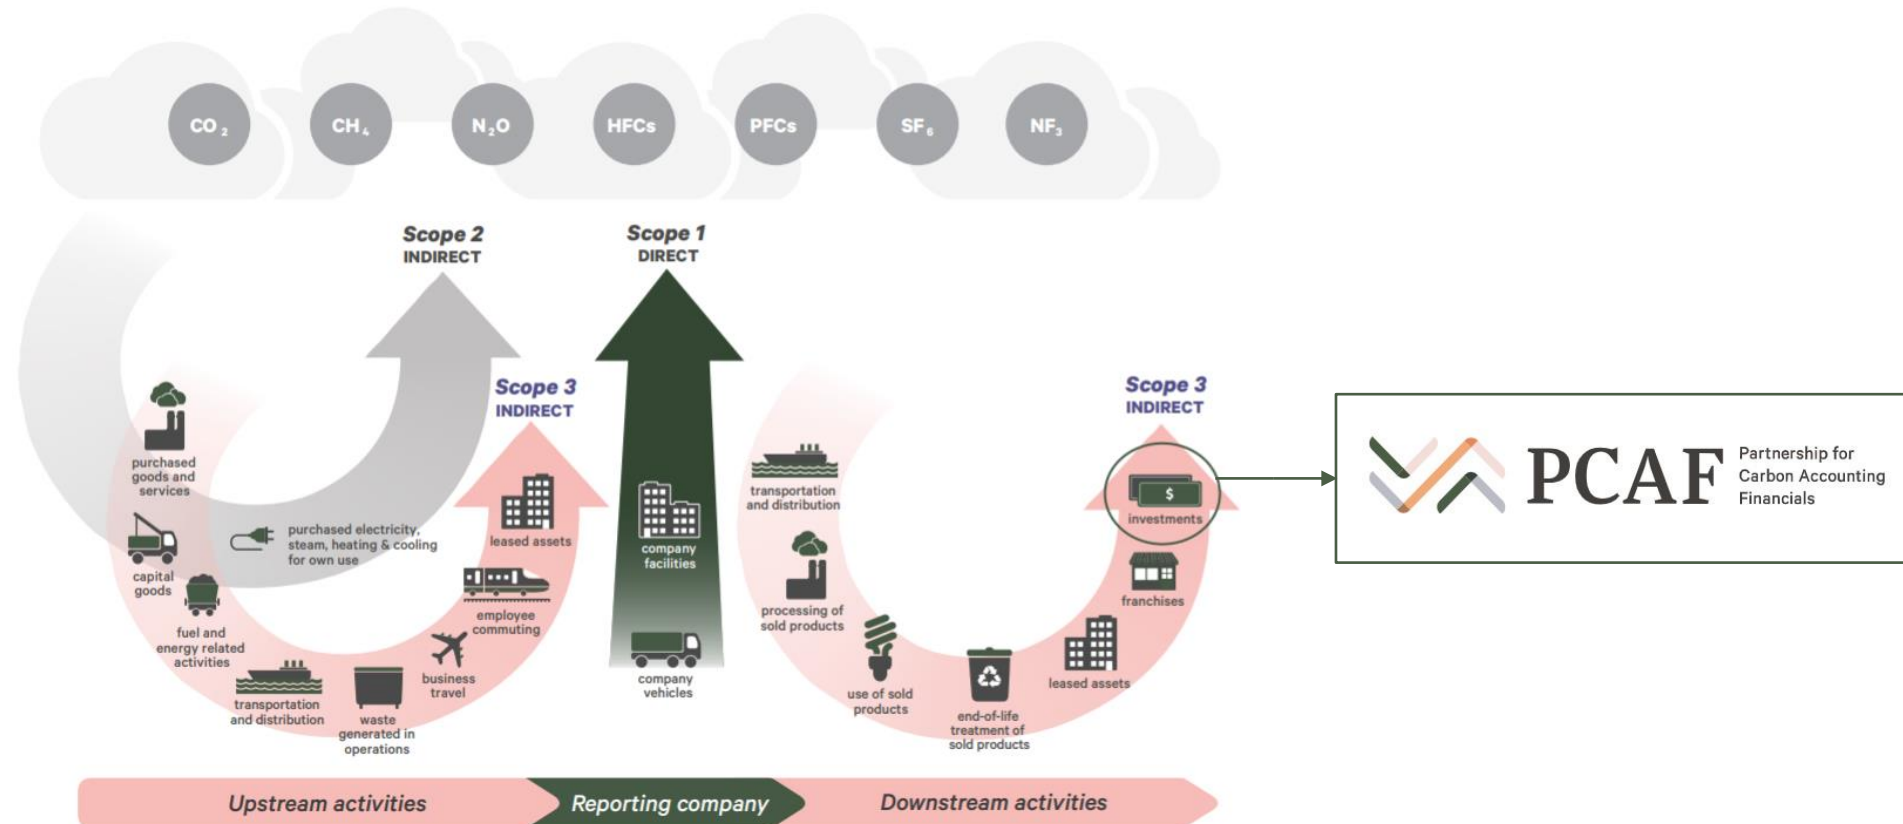 CO₂
CH₄
N₂O
HFCs
PFCs
SF₆
NF₃
Scope 2
INDIRECT
Scope 1
DIRECT
Scope 3
INDIRECT
Scope 3
INDIRECT
purchased
goods and
services
capital
goods
fuel and
energy related
activities
purchased electricity,
steam, heating & cooling
for own use
transportation
and distribution
waste
generated in
operations
business
travel
employee
commuting
leased assets
company
facilities
company
vehicles
transportation
and distribution
processing of
sold products
use of sold
products
end-of-life
treatment of
sold products
leased assets
franchises
$
investments
PCAF
Partnership for
Carbon Accounting
Financials
Upstream activities
Reporting company
Downstream activities